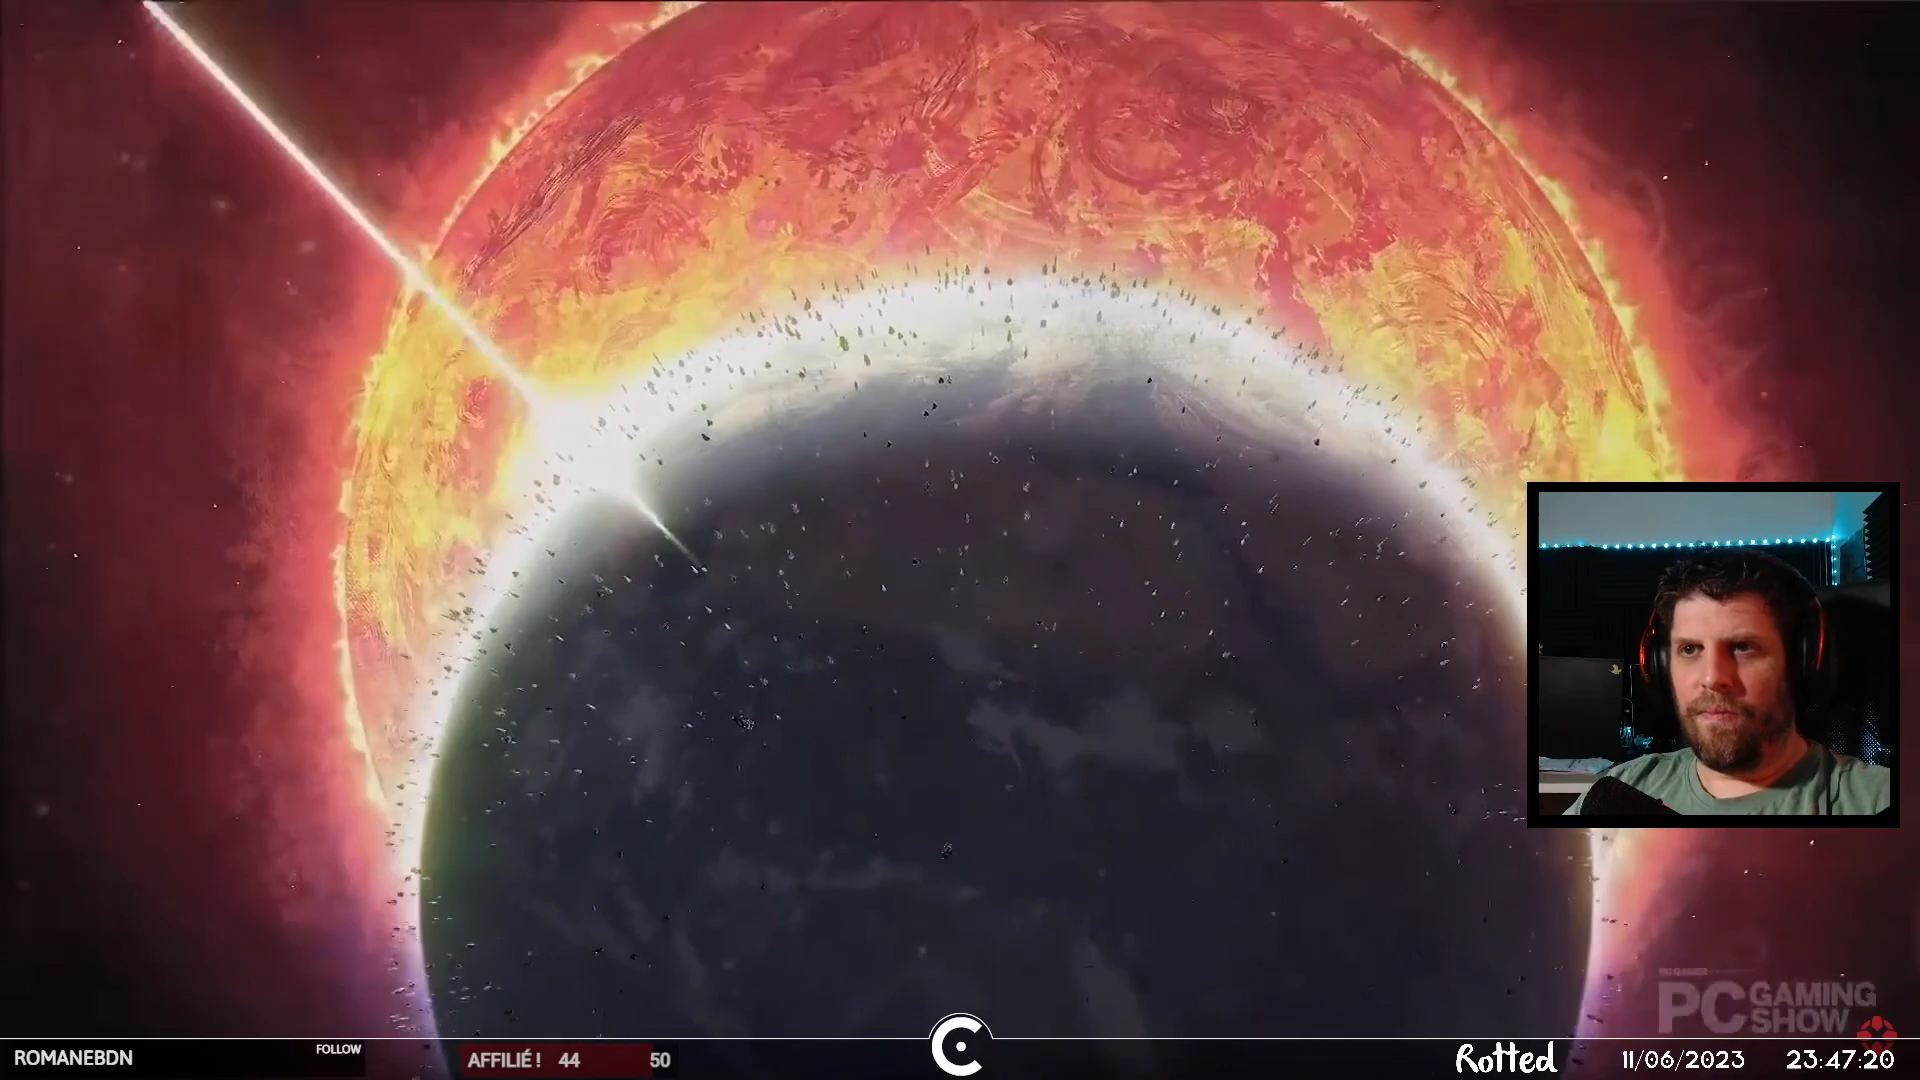 PC GAMING SHOW
ROMANEBDN
FOLLOW
AFFILIÉ ! 44 50
Rotted
11/06/2023
23:47:20